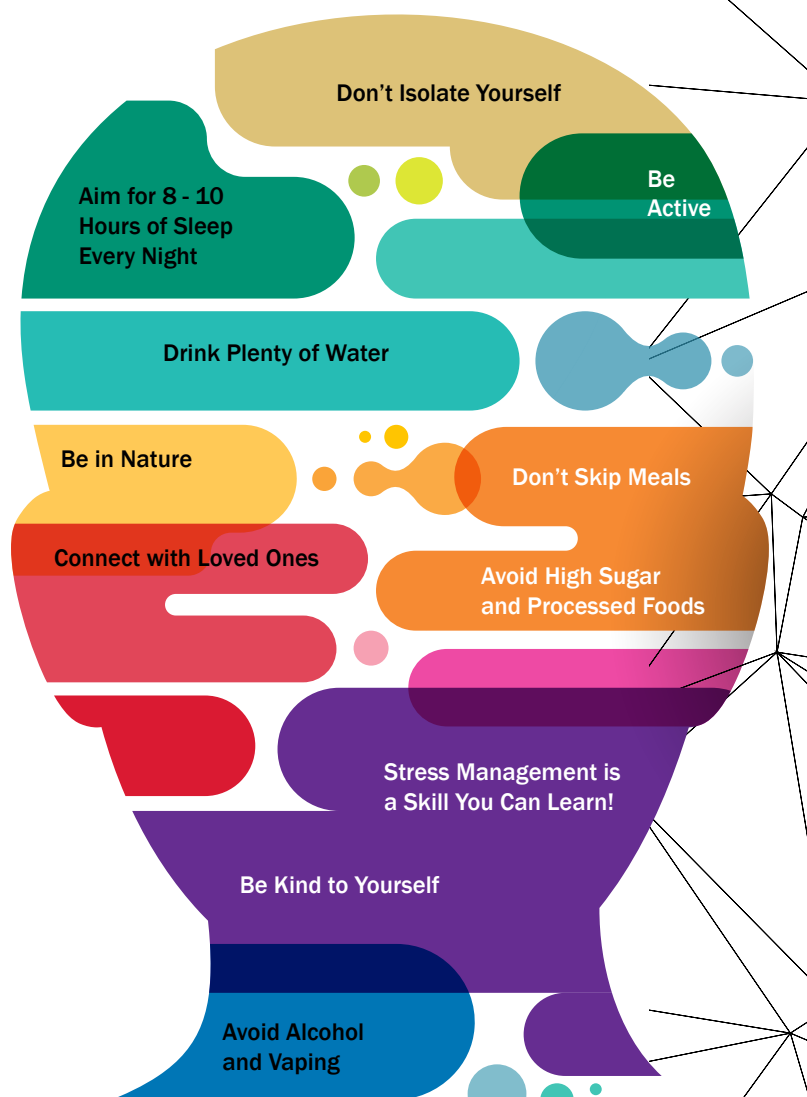 Don't Isolate Yourself
Be
Active
Aim for 8 - 10
Hours of Sleep
Every Night
Drink Plenty of Water
Be in Nature
Don't Skip Meals
Connect with Loved Ones
Avoid High Sugar
and Processed Foods
Stress Management is
a Skill You Can Learn!
Be Kind to Yourself
Avoid Alcohol
and Vaping